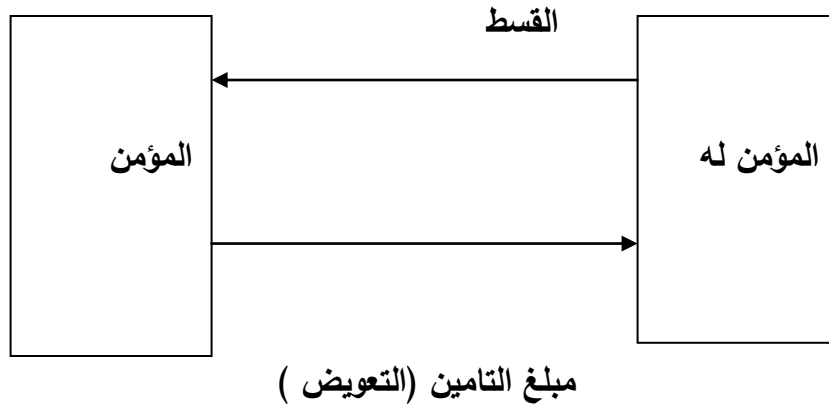 القسط
المؤمن له
المؤمن
مبلغ التامين (التعويض )